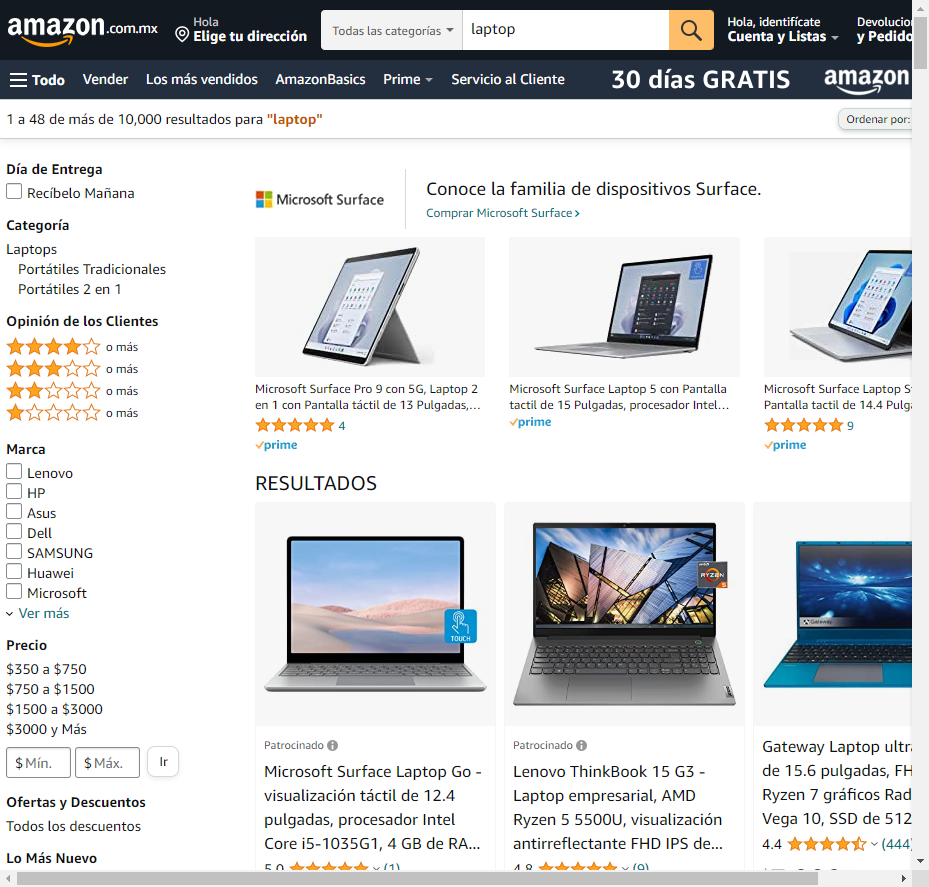 amazon.com.mx
Hola
Elige tu dirección
Todas las categorías
laptop
Hola, identifícate
Cuenta y Listas
Devolucion
y Pedido
Todo
Vender
Los más vendidos
AmazonBasics
Prime
Servicio al Cliente
30 días GRATIS
amazon
1 a 48 de más de 10,000 resultados para "laptop"
Ordenar por:
Día de Entrega
Recíbelo Mañana
Categoría
Laptops
Portátiles Tradicionales
Portátiles 2 en 1
Opinión de los Clientes
o más
o más
o más
o más
Marca
Lenovo
HP
Asus
Dell
SAMSUNG
Huawei
Microsoft
Ver más
Precio
$350 a $750
$750 a $1500
$1500 a $3000
$3000 y Más
$ Mín.
$ Máx.
Ir
Ofertas y Descuentos
Todos los descuentos
Lo Más Nuevo
Microsoft Surface
Conoce la familia de dispositivos Surface.
Comprar Microsoft Surface
Microsoft Surface Pro 9 con 5G, Laptop 2
en 1 con Pantalla táctil de 13 Pulgadas,...
4
prime
Microsoft Surface Laptop 5 con Pantalla
tactil de 15 Pulgadas, procesador Intel...
prime
Microsoft Surface Laptop S
Pantalla tactil de 14.4 Pulga
9
prime
RESULTADOS
TOUCH
Patrocinado
Microsoft Surface Laptop Go -
visualización táctil de 12.4
pulgadas, procesador Intel
Core i5-1035G1, 4 GB de RA...
5.0
(1)
AMD
RYZEN
5
Patrocinado
Lenovo ThinkBook 15 G3 -
Laptop empresarial, AMD
Ryzen 5 5500U, visualización
antirreflectante FHD IPS de...
4.8
(9)
Gateway
Gateway Laptop ultra
de 15.6 pulgadas, FH
Ryzen 7 gráficos Rad
Vega 10, SSD de 512
4.4
(444)